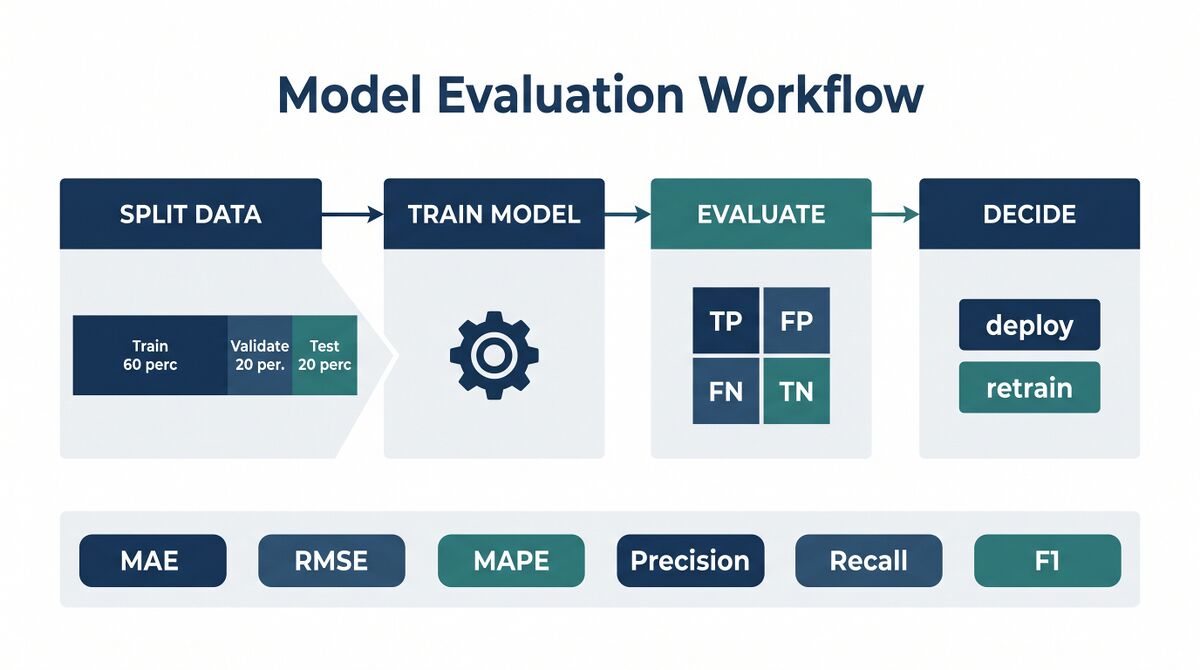 Model Evaluation Workflow
SPLIT DATA
TRAIN MODEL
EVALUATE
DECIDE
Train
60 perc
Validate
20 per.
Test
20 perc
TP
FP
FN
TN
deploy
retrain
MAE
RMSE
MAPE
Precision
Recall
F1